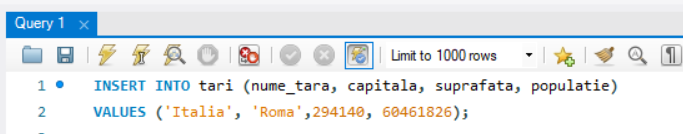 Query 1
Limit to 1000 rows
1 INSERT INTO tari (nume_tara, capitala, suprafata, populatie)
2 VALUES ('Italia', 'Roma',294140, 60461826);